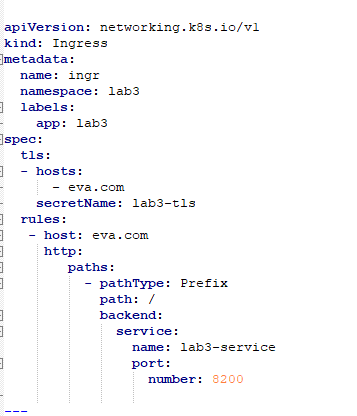 apiVersion: networking.k8s.io/v1
kind: Ingress
metadata:
  name: ingr
  namespace: lab3
  labels:
    app: lab3
spec:
  tls:
  - hosts:
      - eva.com
    secretName: lab3-tls
  rules:
   - host: eva.com
     http:
        paths:
          - pathType: Prefix
            path: /
            backend:
              service:
                name: lab3-service
                port:
                  number: 8200
---